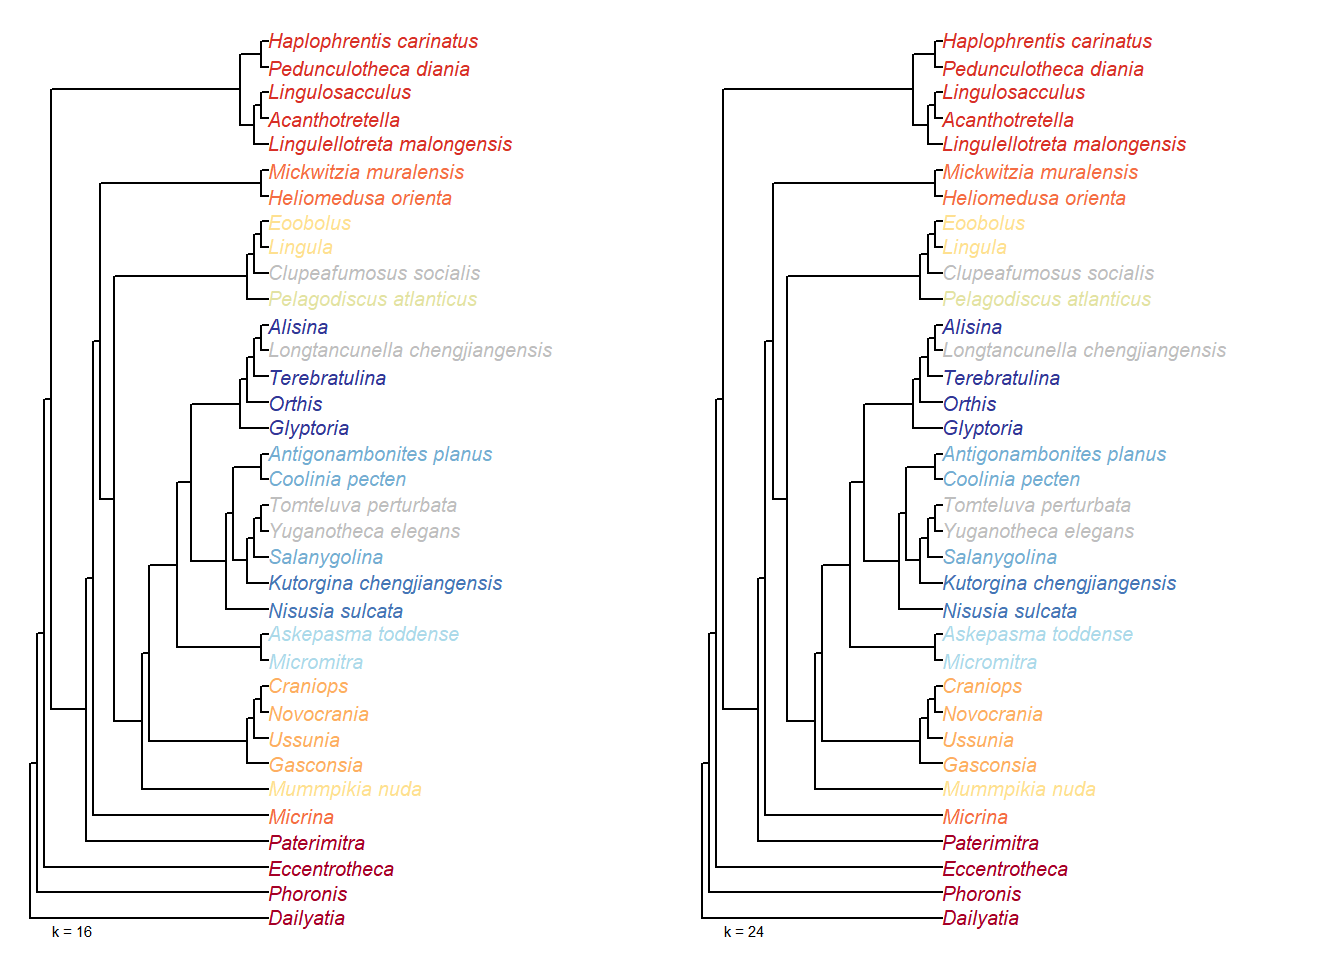 Haplophrentis carinatus
Pedunculotheca diania
Lingulosacculus
Acanthotretella
Lingulellotreta malongensis
Mickwitzia muralensis
Heliomedusa orienta
Eoobolus
Lingula
Clupeafumosus socialis
Pelagodiscus atlanticus
Alisina
Longtancunella chengjiangensis
Terebratulina
Orthis
Glyptoria
Antigonambonites planus
Coolinia pecten
Tomteluva perturbata
Yuganotheca elegans
Salanygolina
Kutorgina chengjiangensis
Nisusia sulcata
Askepasma toddense
Micromitra
Craniops
Novocrania
Ussunia
Gasconsia
Mummpikia nuda
Micrina
Paterimitra
Eccentrotheca
Phoronis
Dailyatia
k = 16
Haplophrentis carinatus
Pedunculotheca diania
Lingulosacculus
Acanthotretella
Lingulellotreta malongensis
Mickwitzia muralensis
Heliomedusa orienta
Eoobolus
Lingula
Clupeafumosus socialis
Pelagodiscus atlanticus
Alisina
Longtancunella chengjiangensis
Terebratulina
Orthis
Glyptoria
Antigonambonites planus
Coolinia pecten
Tomteluva perturbata
Yuganotheca elegans
Salanygolina
Kutorgina chengjiangensis
Nisusia sulcata
Askepasma toddense
Micromitra
Craniops
Novocrania
Ussunia
Gasconsia
Mummpikia nuda
Micrina
Paterimitra
Eccentrotheca
Phoronis
Dailyatia
k = 24